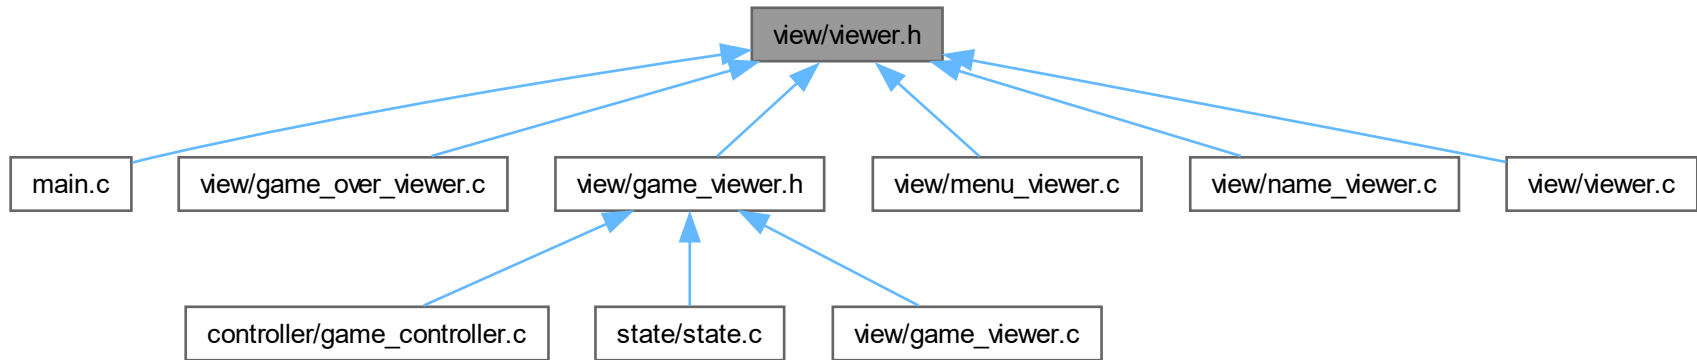 view/viewer.h
main.c
view/game_over_viewer.c
view/game_viewer.h
view/menu_viewer.c
view/name_viewer.c
view/viewer.c
controller/game_controller.c
state/state.c
view/game_viewer.c